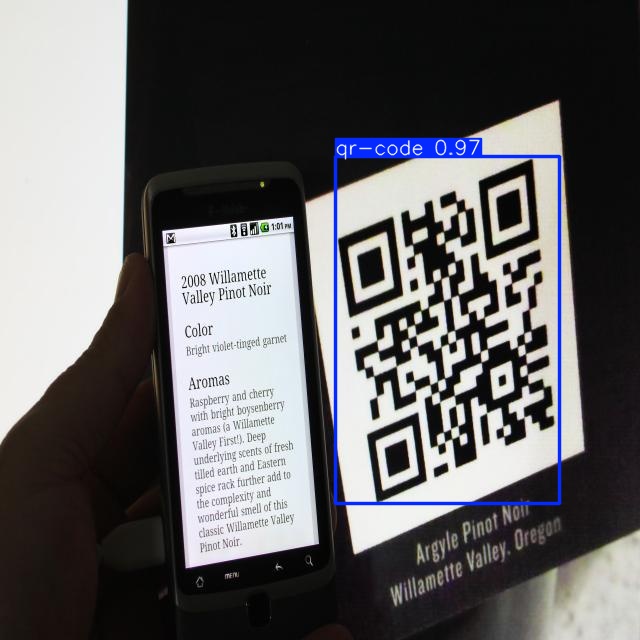 qr-code 0.97
1:01 PM
2008 Willamette
Valley Pinot Noir
Color
Bright violet-tinged garnet
Aromas
Raspberry and cherry
with bright boysenberry
aromas (a Willamette
Valley First!). Deep
underlying scents of fresh
tilled earth and Eastern
spice rack further add to
the complexity and
wonderful smell of this
classic Willamette Valley
Pinot Noir.
MENU
Argyle Pinot Noir
Willamette Valley, Oregon